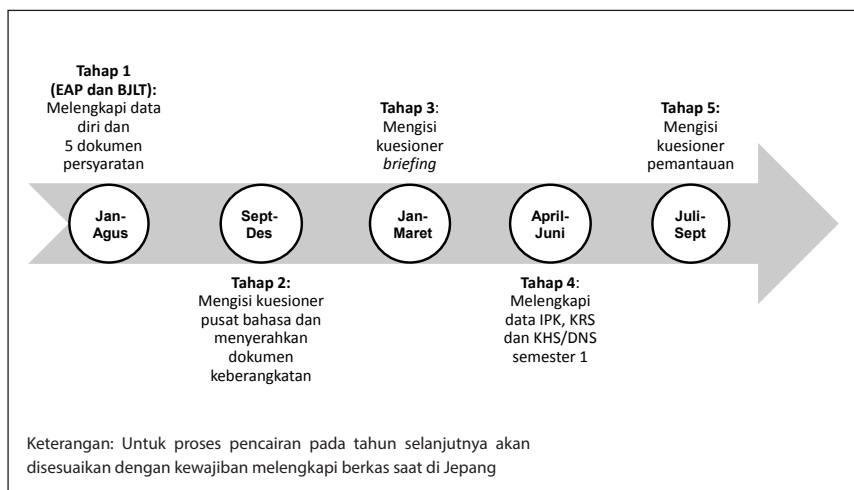 Tahap 1
(EAP dan BJLT):
Melengkapi data
diri dan
5 dokumen
persyaratan
Jan-
Agus
Sept-
Des
Tahap 2:
Mengisi kuesioner
pusat bahasa dan
menyerahkan
dokumen
keberangkatan
Tahap 3:
Mengisi
kuesioner
briefing
Jan-
Maret
April-
Juni
Tahap 4:
Melengkapi
data IPK, KRS
dan KHS/DNS
semester 1
Tahap 5:
Mengisi
kuesioner
pemantauan
Juli-
Sept
Keterangan: Untuk proses pencairan pada tahun selanjutnya akan
disesuaikan dengan kewajiban melengkapi berkas saat di Jepang